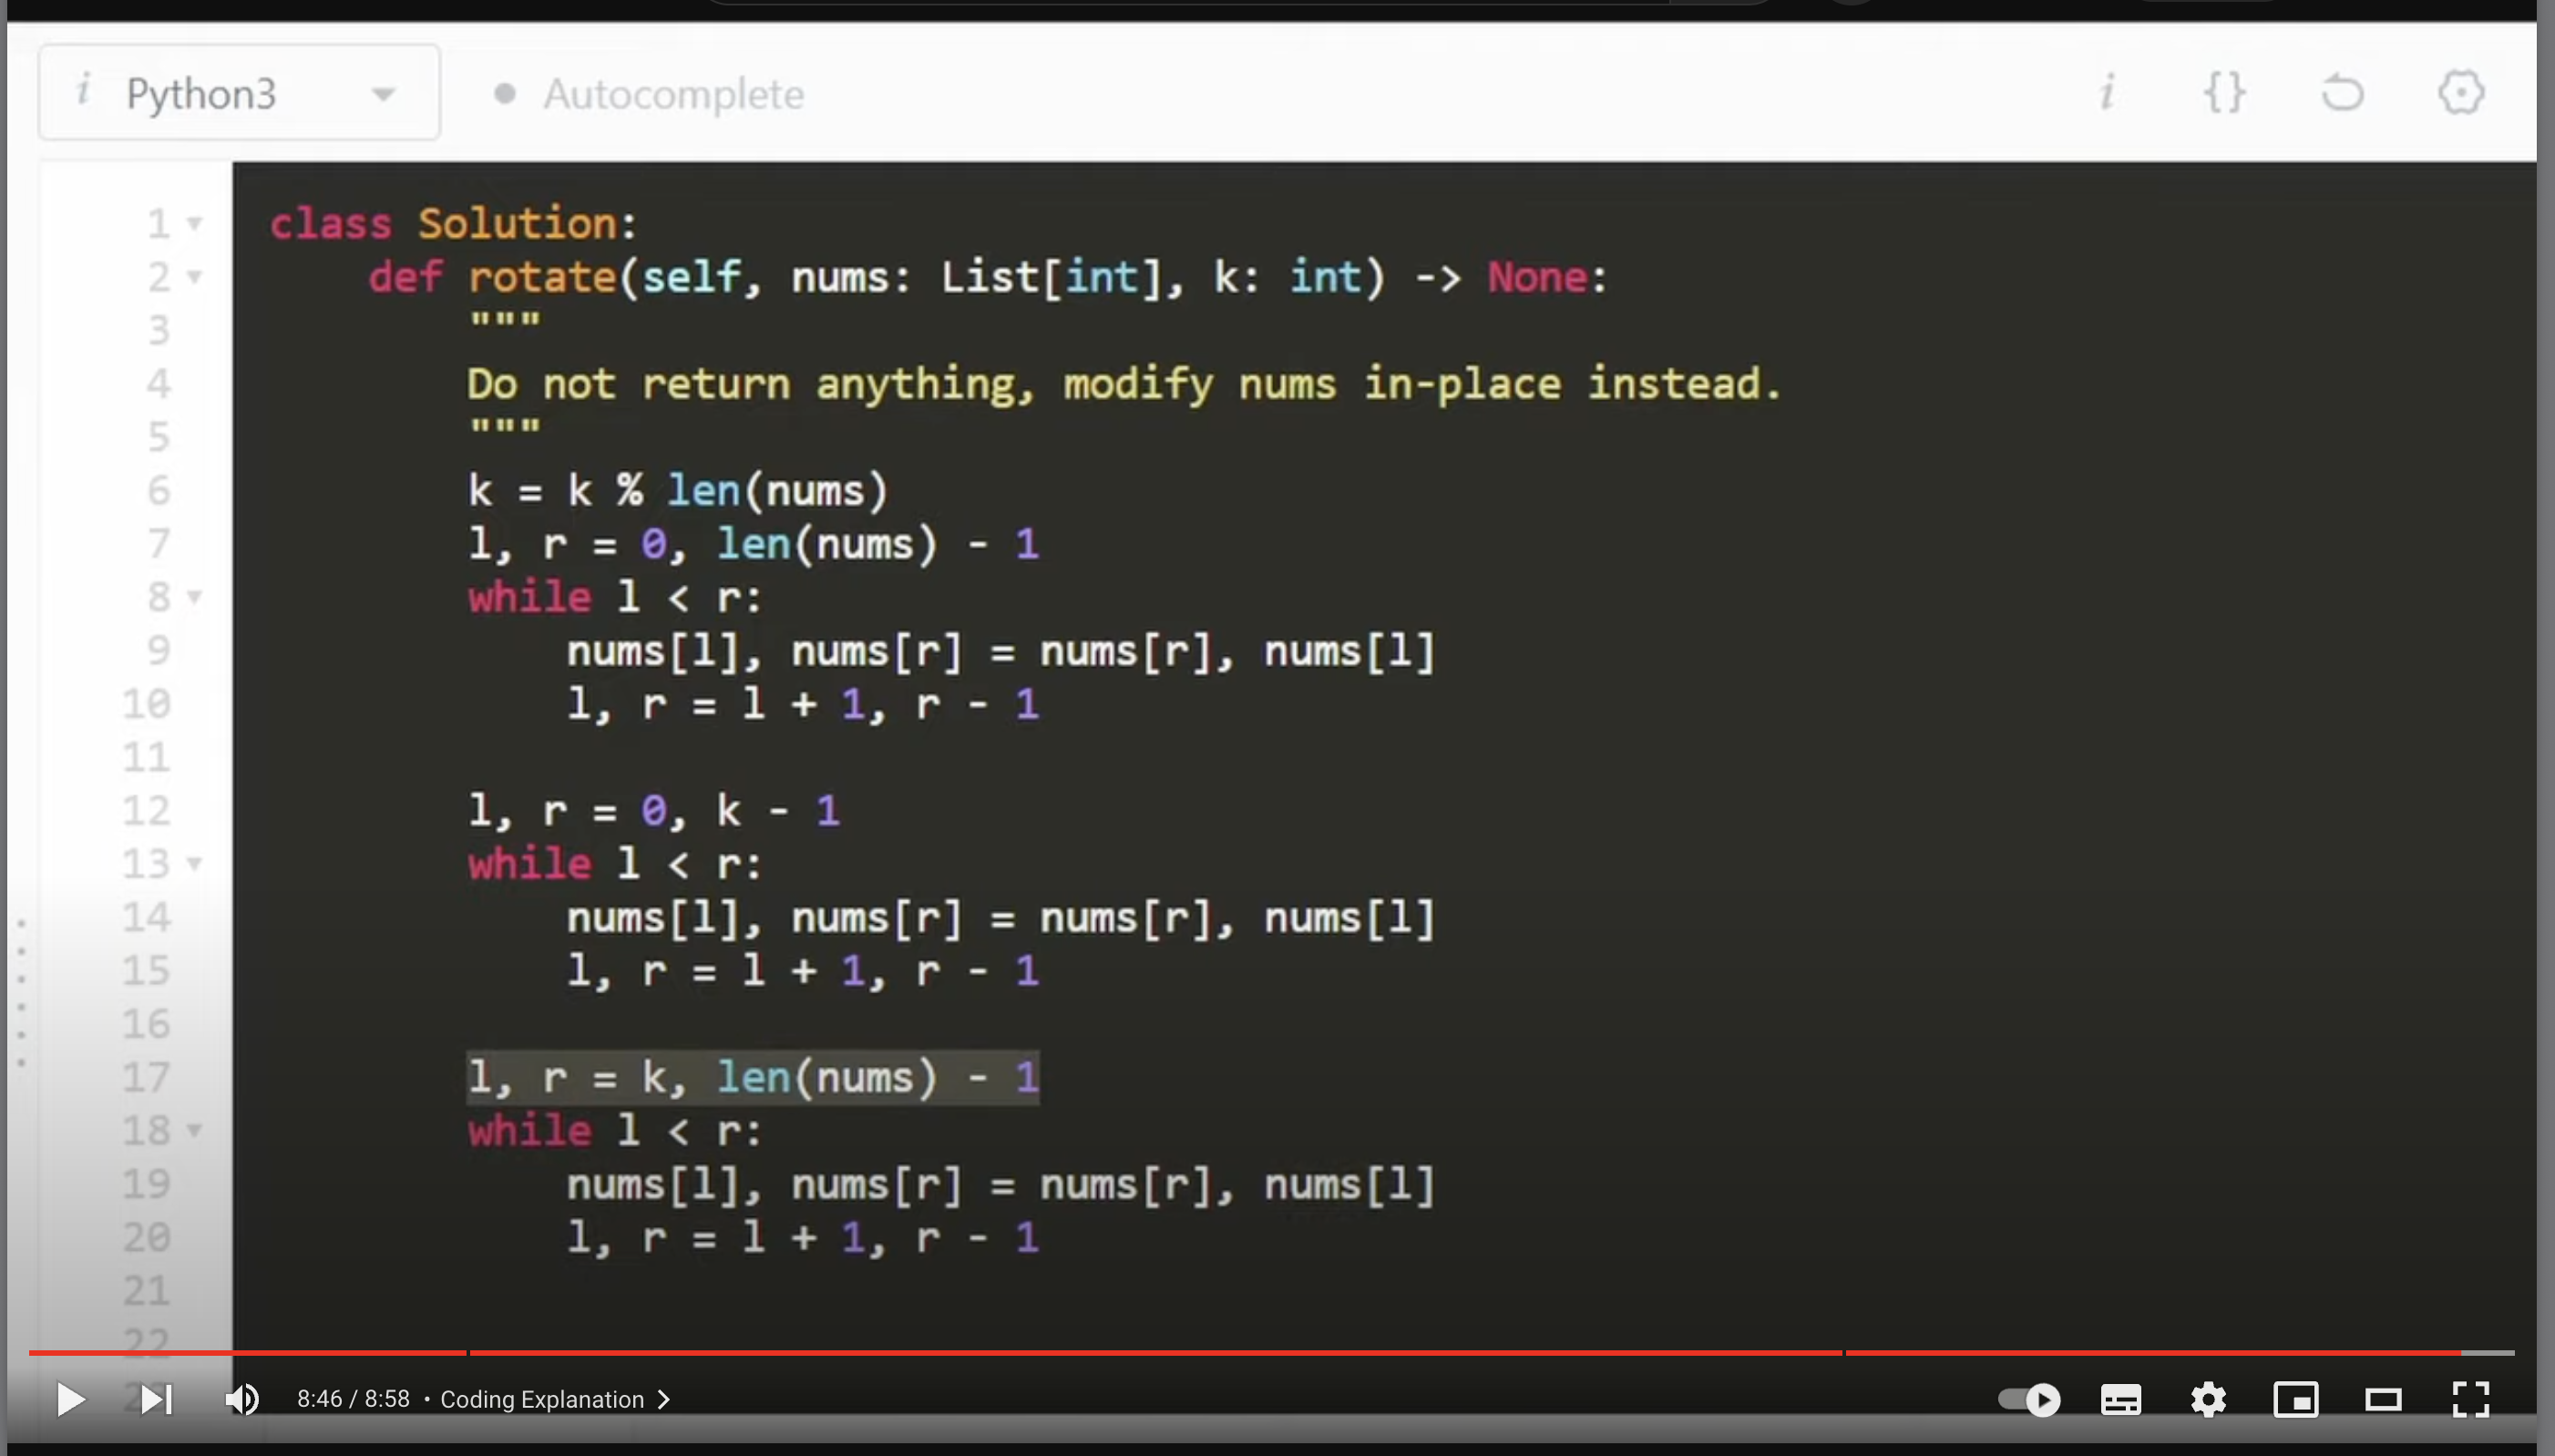 i Python3 Autocomplete i {}
1 class Solution:
2 def rotate(self, nums: List[int], k: int) -> None:
3 """
4 Do not return anything, modify nums in-place instead.
5 """
6 k = k % len(nums)
7 l, r = 0, len(nums) - 1
8 while l < r:
9 nums[l], nums[r] = nums[r], nums[l]
10 l, r = l + 1, r - 1
11
12 l, r = 0, k - 1
13 while l < r:
14 nums[l], nums[r] = nums[r], nums[l]
15 l, r = l + 1, r - 1
16
17 l, r = k, len(nums) - 1
18 while l < r:
19 nums[l], nums[r] = nums[r], nums[l]
20 l, r = l + 1, r - 1
21
22
8:46 / 8:58 • Coding Explanation